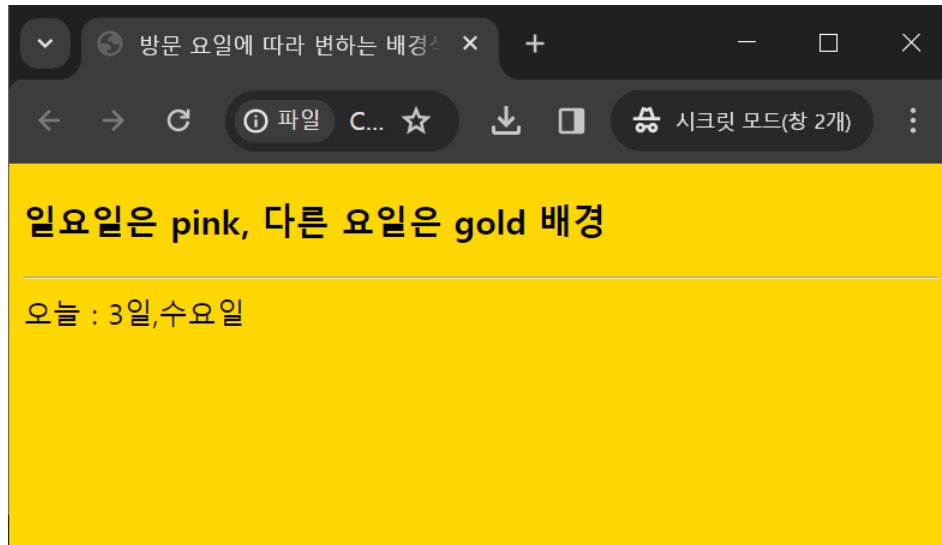 방문 요일에 따라 변하는 배경
파일 C...
시크릿 모드(창 2개)
일요일은 pink, 다른 요일은 gold 배경
오늘 : 3일,수요일